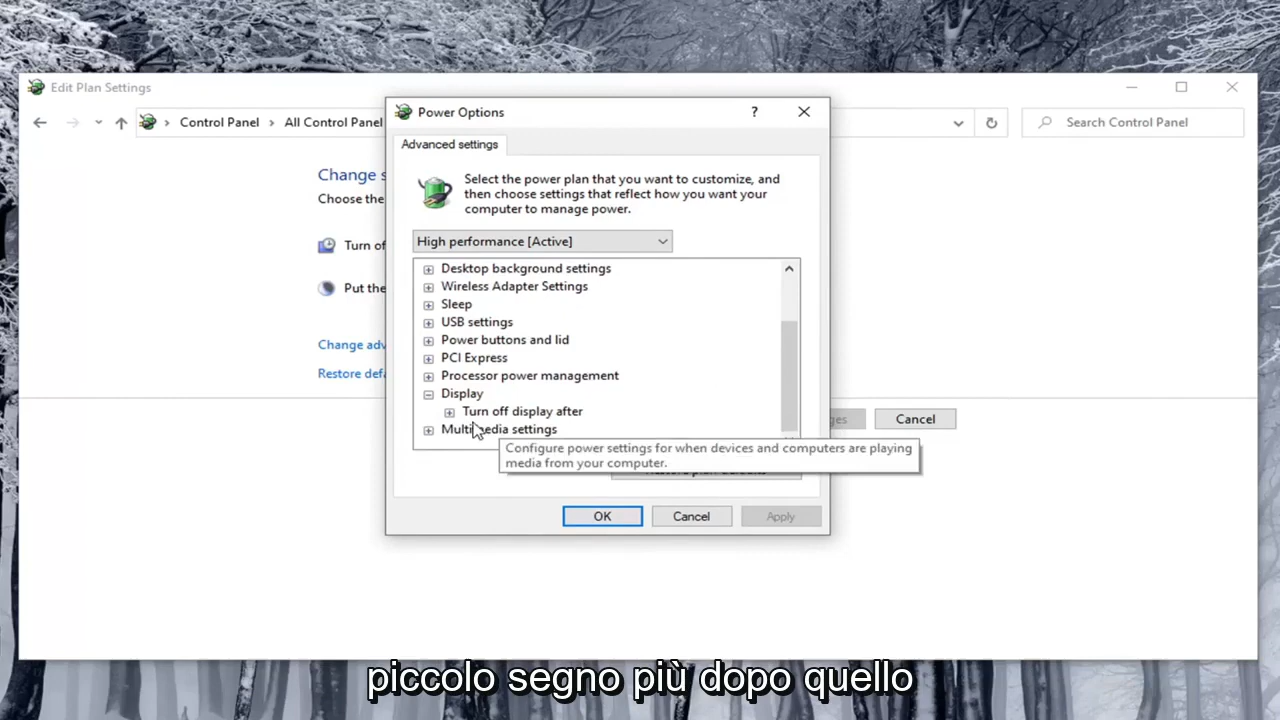 Edit Plan Settings
Control Panel
All Control Panel
Search Control Panel
Change s
Choose the
Turn of
Put the
Change adv
Restore defa
ges
Cancel
Power Options
?
Advanced settings
Select the power plan that you want to customize, and
then choose settings that reflect how you want your
computer to manage power.
High performance [Active]
Desktop background settings
Wireless Adapter Settings
Sleep
USB settings
Power buttons and lid
PCI Express
Processor power management
Display
Turn off display after
Multimedia settings
Configure power settings for when devices and computers are playing
media from your computer.
OK
Cancel
Apply
piccolo segno più dopo quello